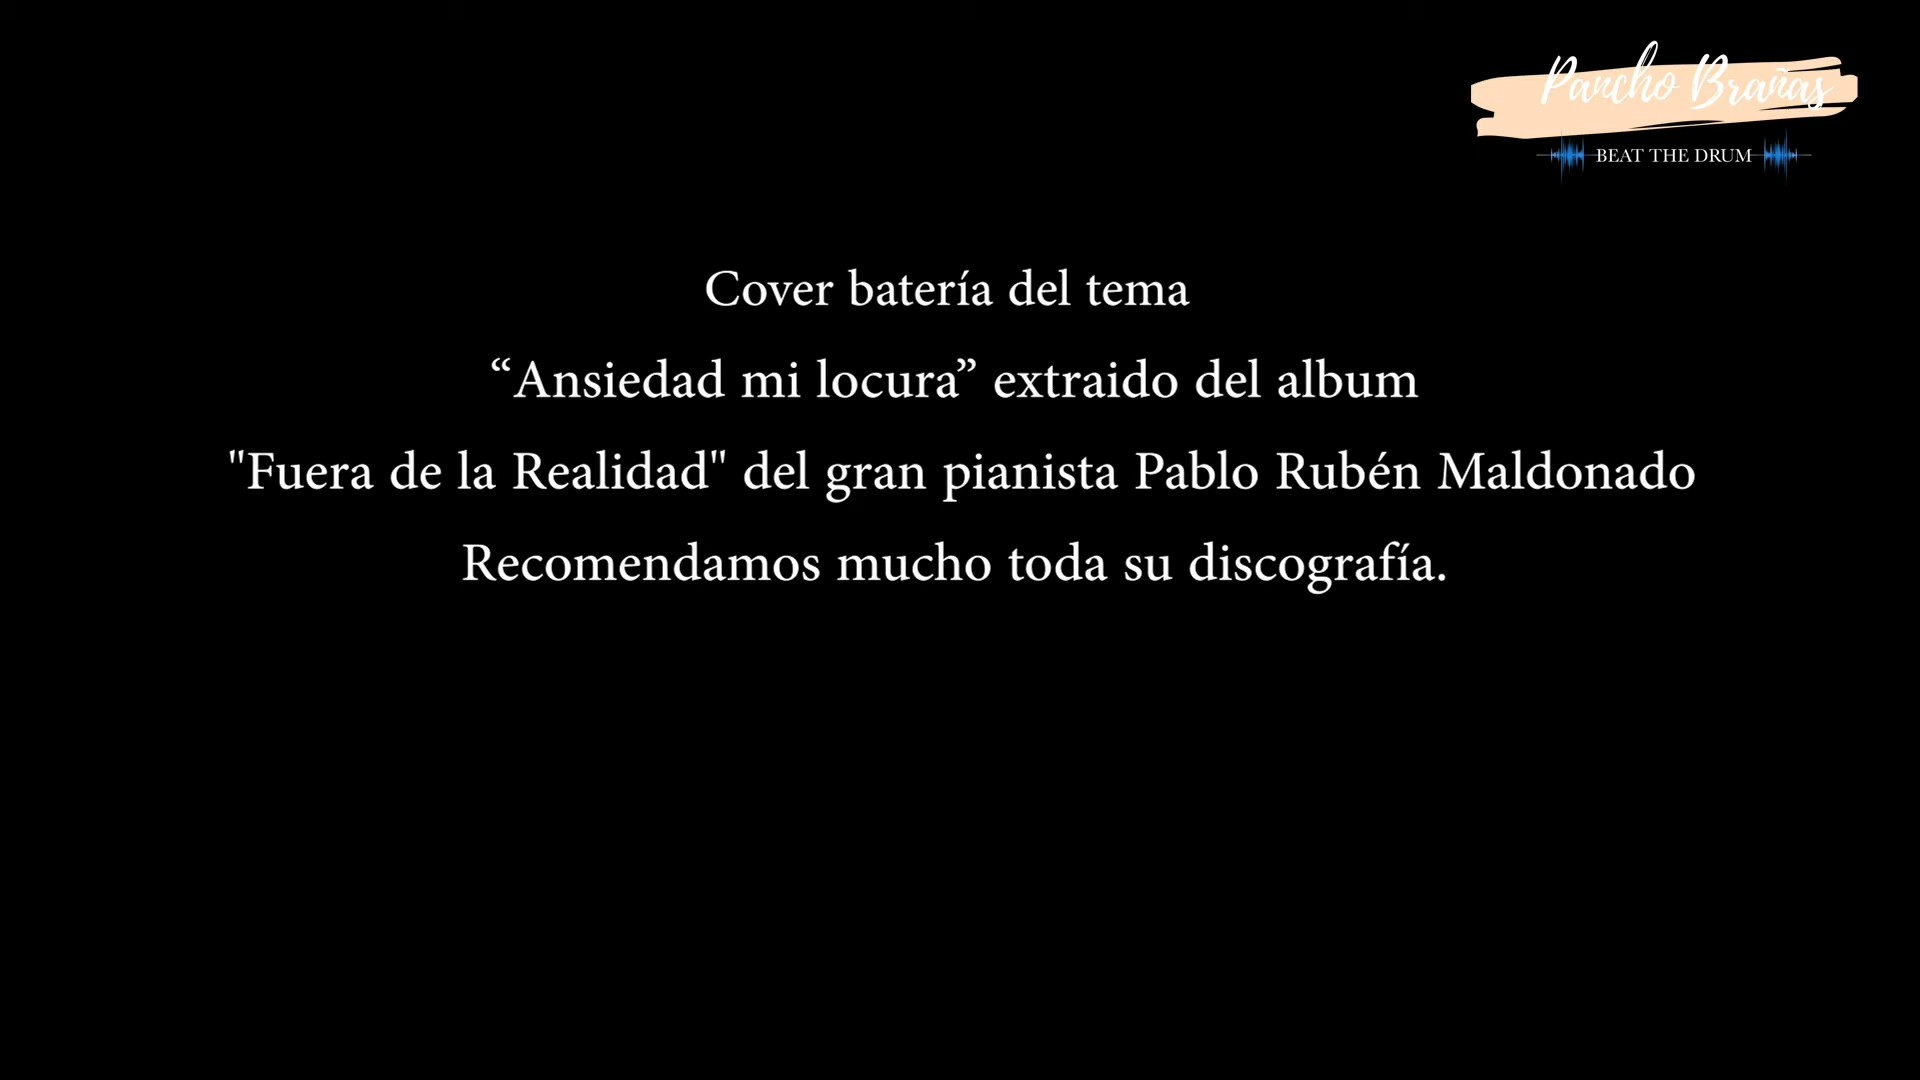 Pancho Brañas
BEAT THE DRUM
Cover batería del tema
“Ansiedad mi locura” extraido del album
"Fuera de la Realidad" del gran pianista Pablo Rubén Maldonado
Recomendamos mucho toda su discografía.